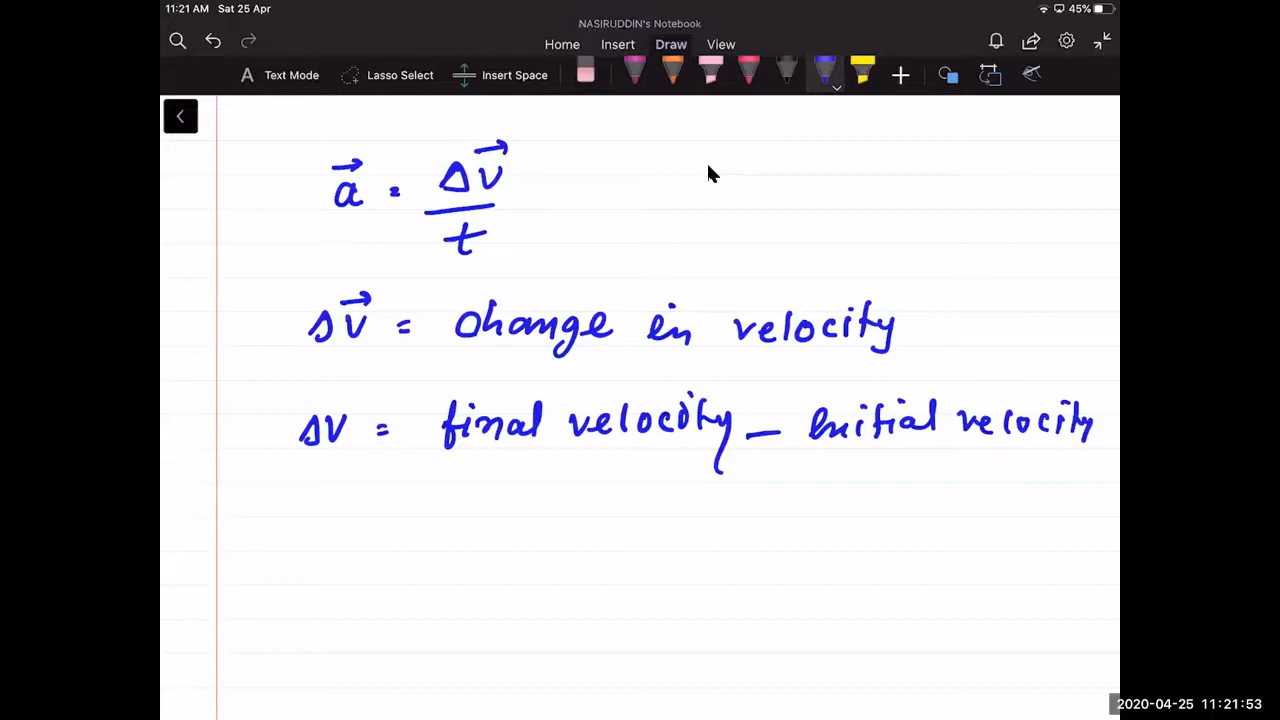 11:21 AM Sat 25 Apr
NASIRUDDIN's Notebook
45%
Home Insert Draw View
A Text Mode Lasso Select Insert Space
a⃗ = Δv⃗ / t
Δv⃗ = change in velocity
Δv = final velocity – Initial velocity
2020-04-25 11:21:53